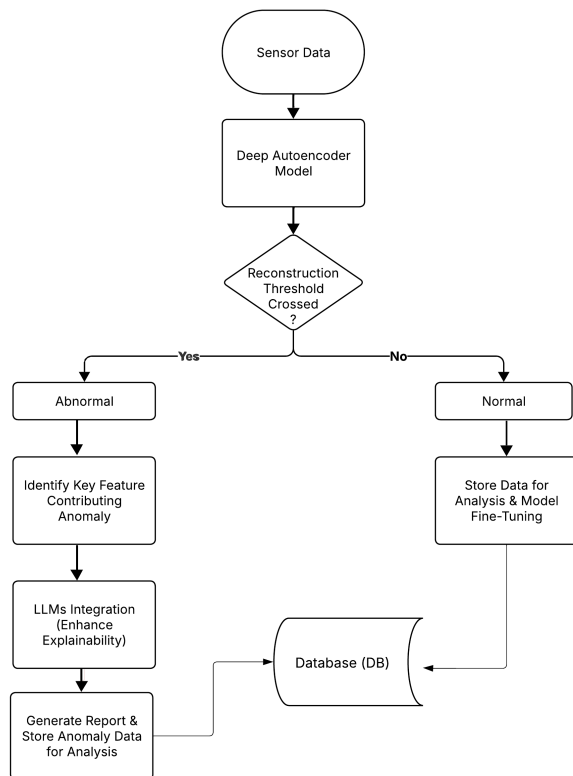 Sensor Data
Deep Autoencoder
Model
Reconstruction
Threshold
Crossed
?
Yes
No
Abnormal
Normal
Identify Key Feature
Contributing
Anomaly
Store Data for
Analysis & Model
Fine-Tuning
LLMs Integration
(Enhance
Explainability)
Database (DB)
Generate Report &
Store Anomaly Data
for Analysis